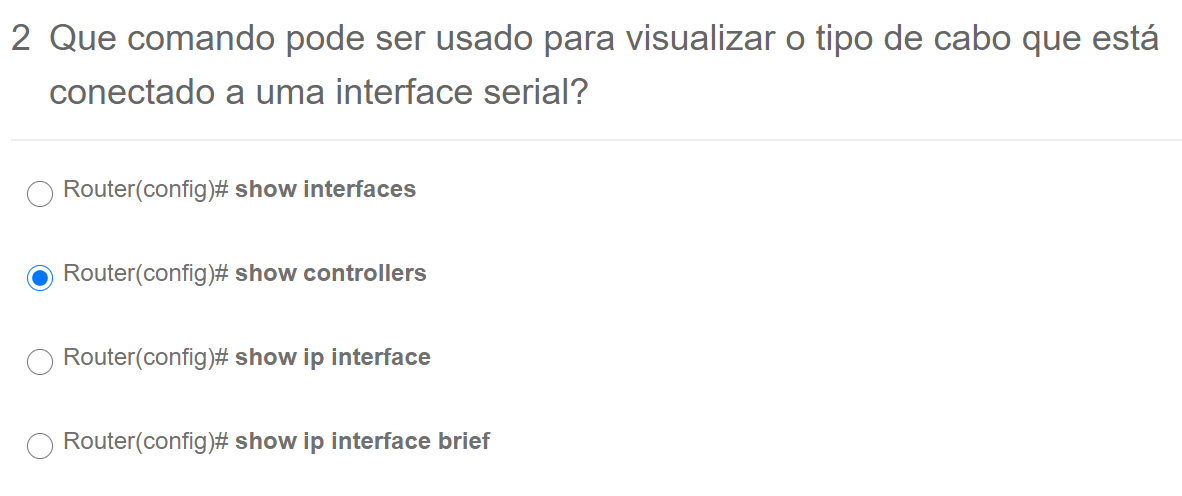 2 Que comando pode ser usado para visualizar o tipo de cabo que está
conectado a uma interface serial?
Router(config)# show interfaces
Router(config)# show controllers
Router(config)# show ip interface
Router(config)# show ip interface brief